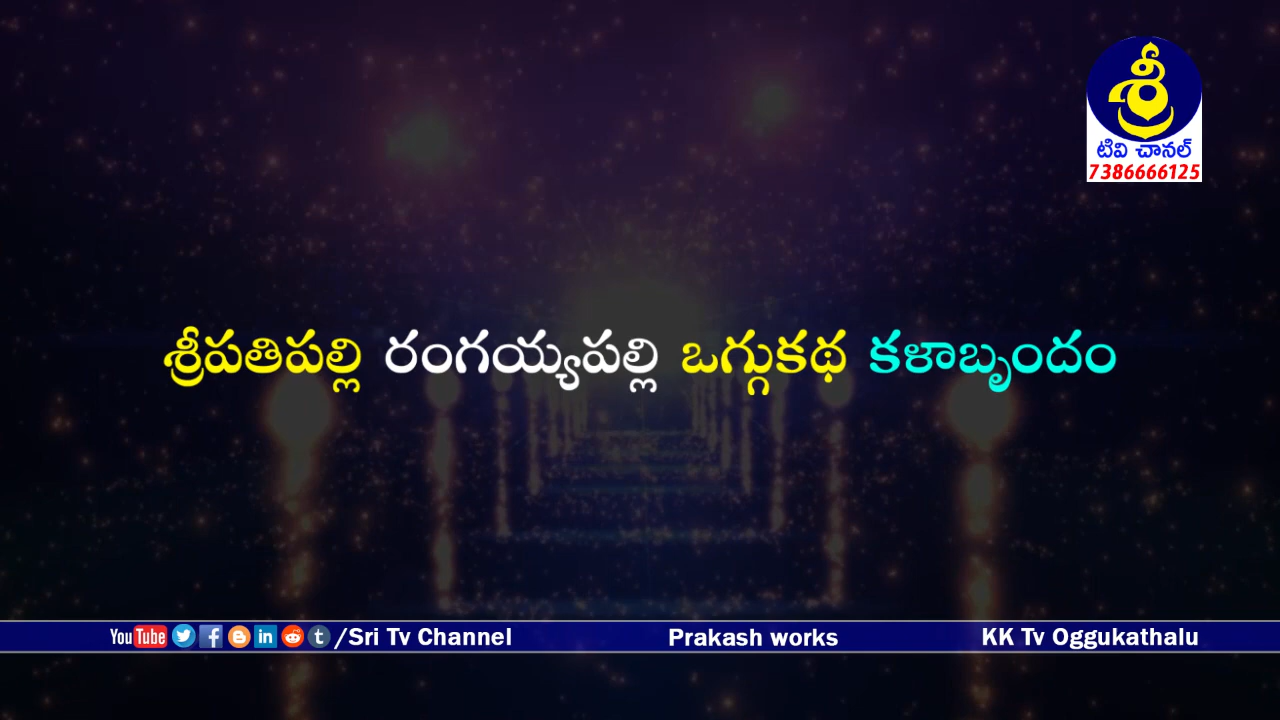 శ్రీ
టివి చానల్
7386666125
శ్రీపతిపల్లి రంగయ్యపల్లి ఒగ్గుకథ కళాబృందం
YouTube /Sri Tv Channel Prakash works KK Tv Oggukathalu